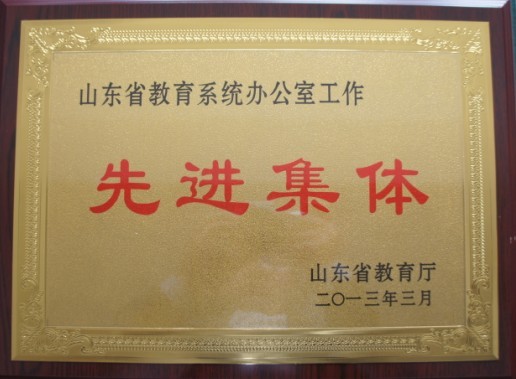 山东省教育系统办公室工作
先进集体
山东省教育厅
二〇一三年三月